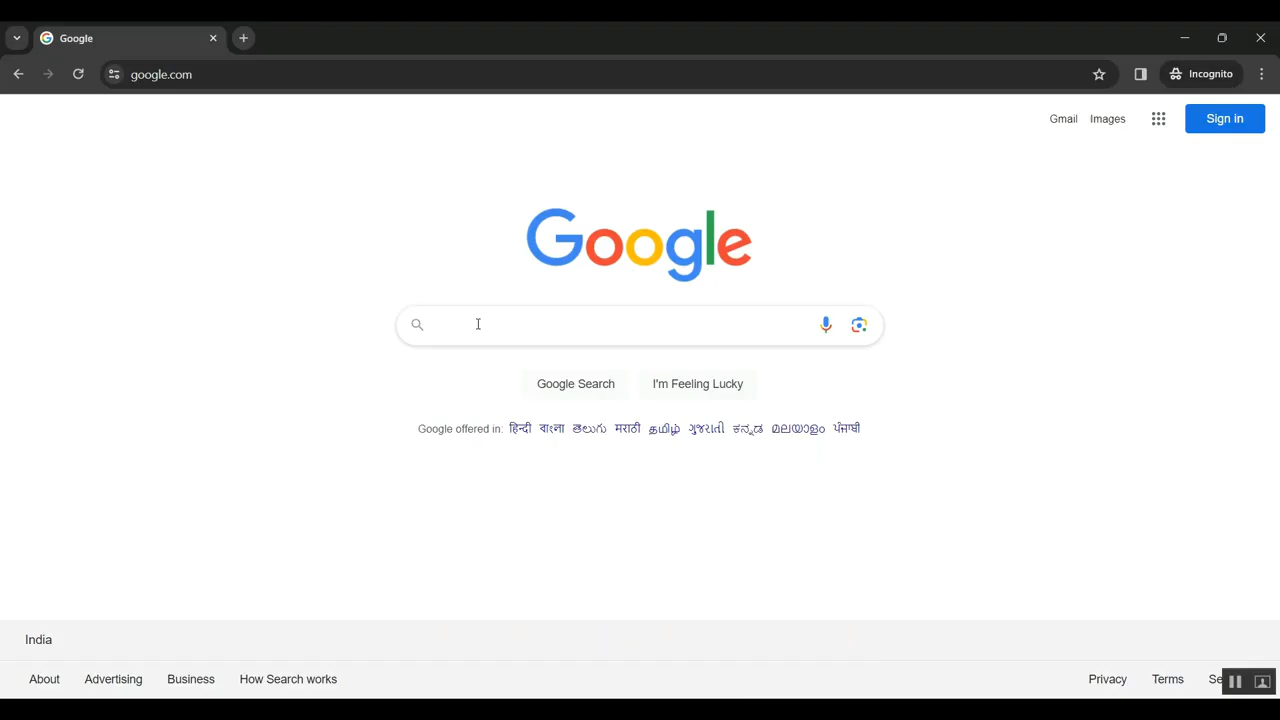 Google
google.com
Incognito
Gmail Images
Sign in
Google
Google Search I'm Feeling Lucky
Google offered in: हिन्दी বাংলা తెలుగు मराठी தமிழ் ગુજરાતી ಕನ್ನಡ മലയാളം ਪੰਜਾਬੀ
India
About Advertising Business How Search works Privacy Terms